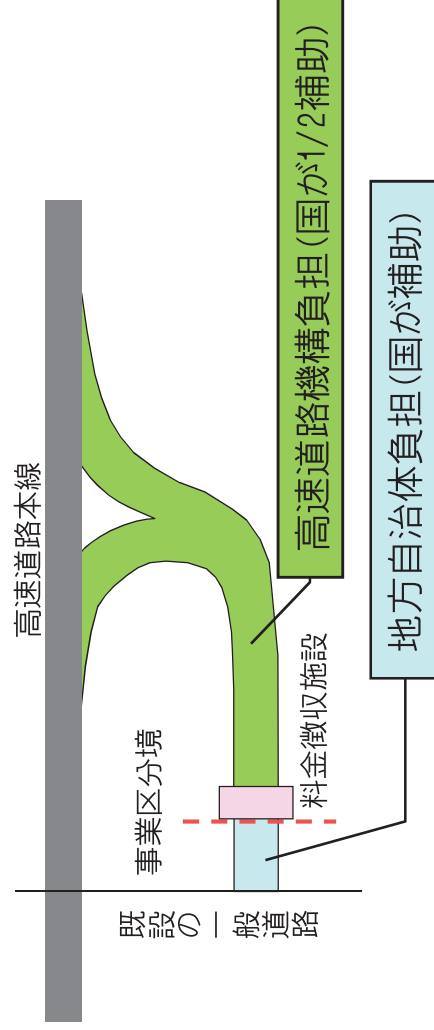 高速道路本線
事業区分境
既設の一般道路
料金徴収施設
高速道路機構負担(国が1/2補助)
地方自治体負担(国が補助)